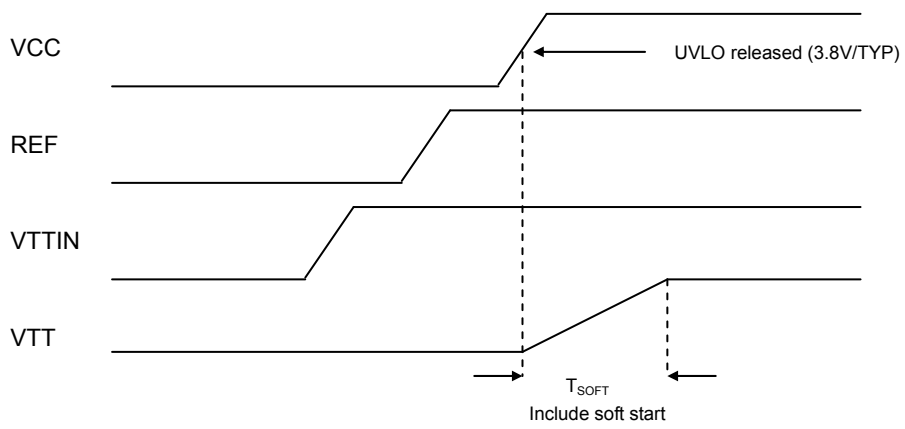 VCC
UVLO released (3.8V/TYP)
REF
VTTIN
VTT
TSOFT
Include soft start